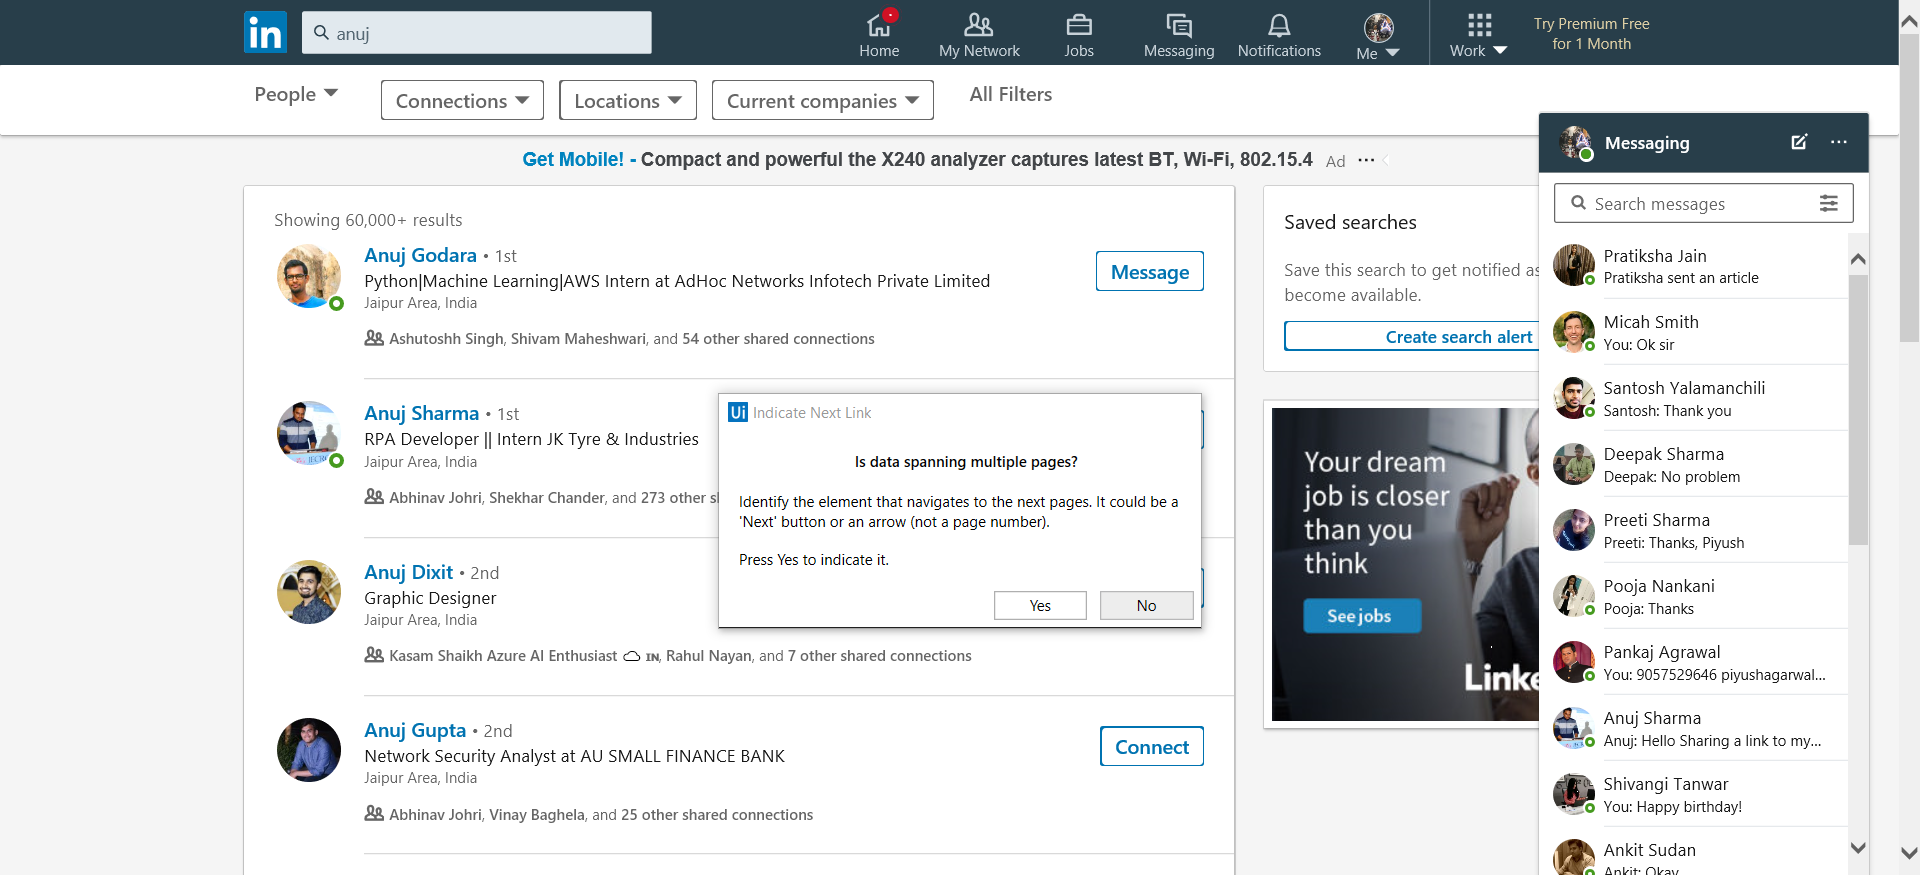 in
anuj
Home
My Network
Jobs
Messaging
Notifications
Me
Work
Try Premium Free
for 1 Month
People
Connections
Locations
Current companies
All Filters
Get Mobile! - Compact and powerful the X240 analyzer captures latest BT, Wi-Fi, 802.15.4 Ad
Showing 60,000+ results
Anuj Godara • 1st
Python|Machine Learning|AWS Intern at AdHoc Networks Infotech Private Limited
Jaipur Area, India
Ashutoshh Singh, Shivam Maheshwari, and 54 other shared connections
Message
Anuj Sharma • 1st
RPA Developer || Intern JK Tyre & Industries
Jaipur Area, India
Abhinav Johri, Shekhar Chander, and 273 other
Anuj Dixit • 2nd
Graphic Designer
Jaipur Area, India
Kasam Shaikh Azure AI Enthusiast IN, Rahul Nayan, and 7 other shared connections
Anuj Gupta • 2nd
Network Security Analyst at AU SMALL FINANCE BANK
Jaipur Area, India
Abhinav Johri, Vinay Baghela, and 25 other shared connections
Connect
Ui Indicate Next Link
Is data spanning multiple pages?
Identify the element that navigates to the next pages. It could be a
'Next' button or an arrow (not a page number).
Press Yes to indicate it.
Yes
No
Saved searches
Save this search to get notified as
become available.
Create search alert
Your dream
job is closer
than you
think
See jobs
Linke
Messaging
Search messages
Pratiksha Jain
Pratiksha sent an article
Micah Smith
You: Ok sir
Santosh Yalamanchili
Santosh: Thank you
Deepak Sharma
Deepak: No problem
Preeti Sharma
Preeti: Thanks, Piyush
Pooja Nankani
Pooja: Thanks
Pankaj Agrawal
You: 9057529646 piyushagarwal...
Anuj Sharma
Anuj: Hello Sharing a link to my...
Shivangi Tanwar
You: Happy birthday!
Ankit Sudan
Ankit: Okay